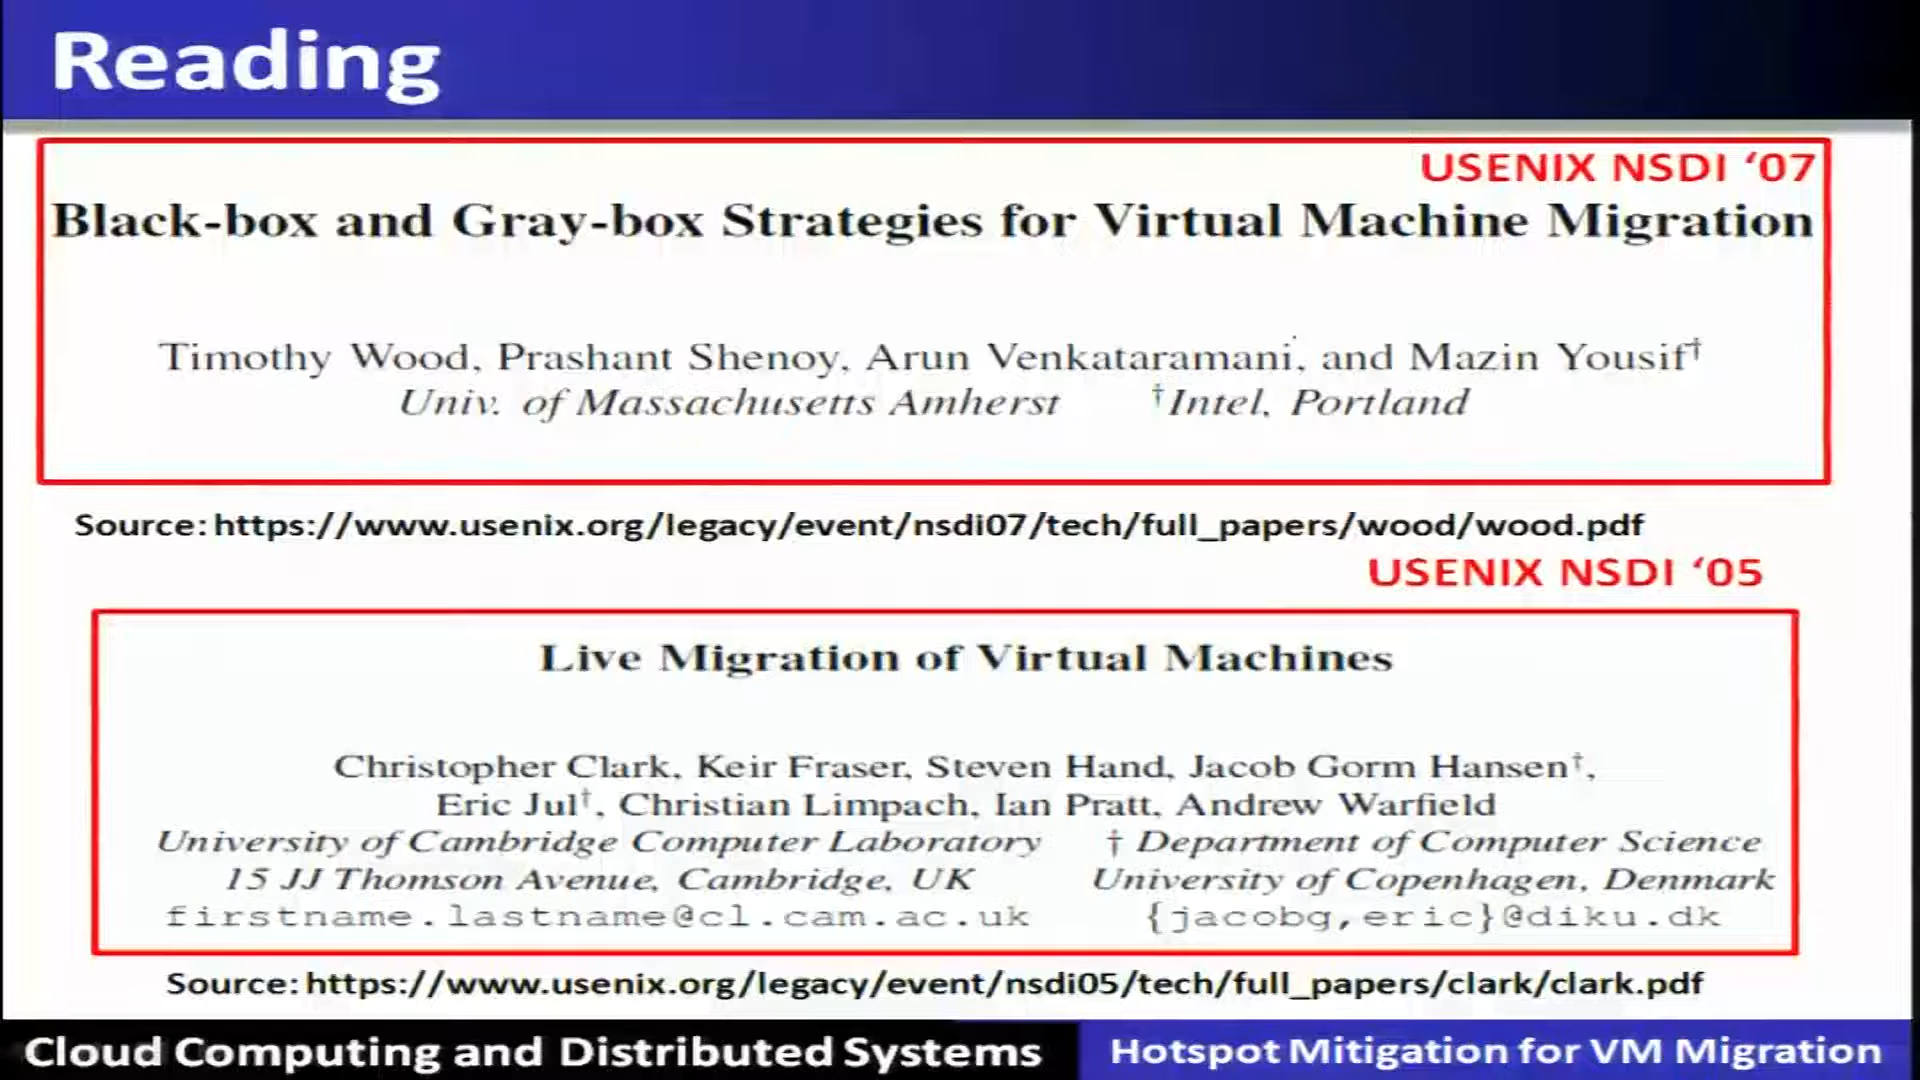 Reading
USENIX NSDI ‘07
Black-box and Gray-box Strategies for Virtual Machine Migration
Timothy Wood, Prashant Shenoy, Arun Venkataramani, and Mazin Yousif†
Univ. of Massachusetts Amherst †Intel, Portland
Source: https://www.usenix.org/legacy/event/nsdi07/tech/full_papers/wood/wood.pdf
USENIX NSDI ‘05
Live Migration of Virtual Machines
Christopher Clark, Keir Fraser, Steven Hand, Jacob Gorm Hansen†,
Eric Jul†, Christian Limpach, Ian Pratt, Andrew Warfield
University of Cambridge Computer Laboratory † Department of Computer Science
15 JJ Thomson Avenue, Cambridge, UK University of Copenhagen, Denmark
firstname.lastname@cl.cam.ac.uk {jacobg,eric}@diku.dk
Source: https://www.usenix.org/legacy/event/nsdi05/tech/full_papers/clark/clark.pdf
Cloud Computing and Distributed Systems Hotspot Mitigation for VM Migration